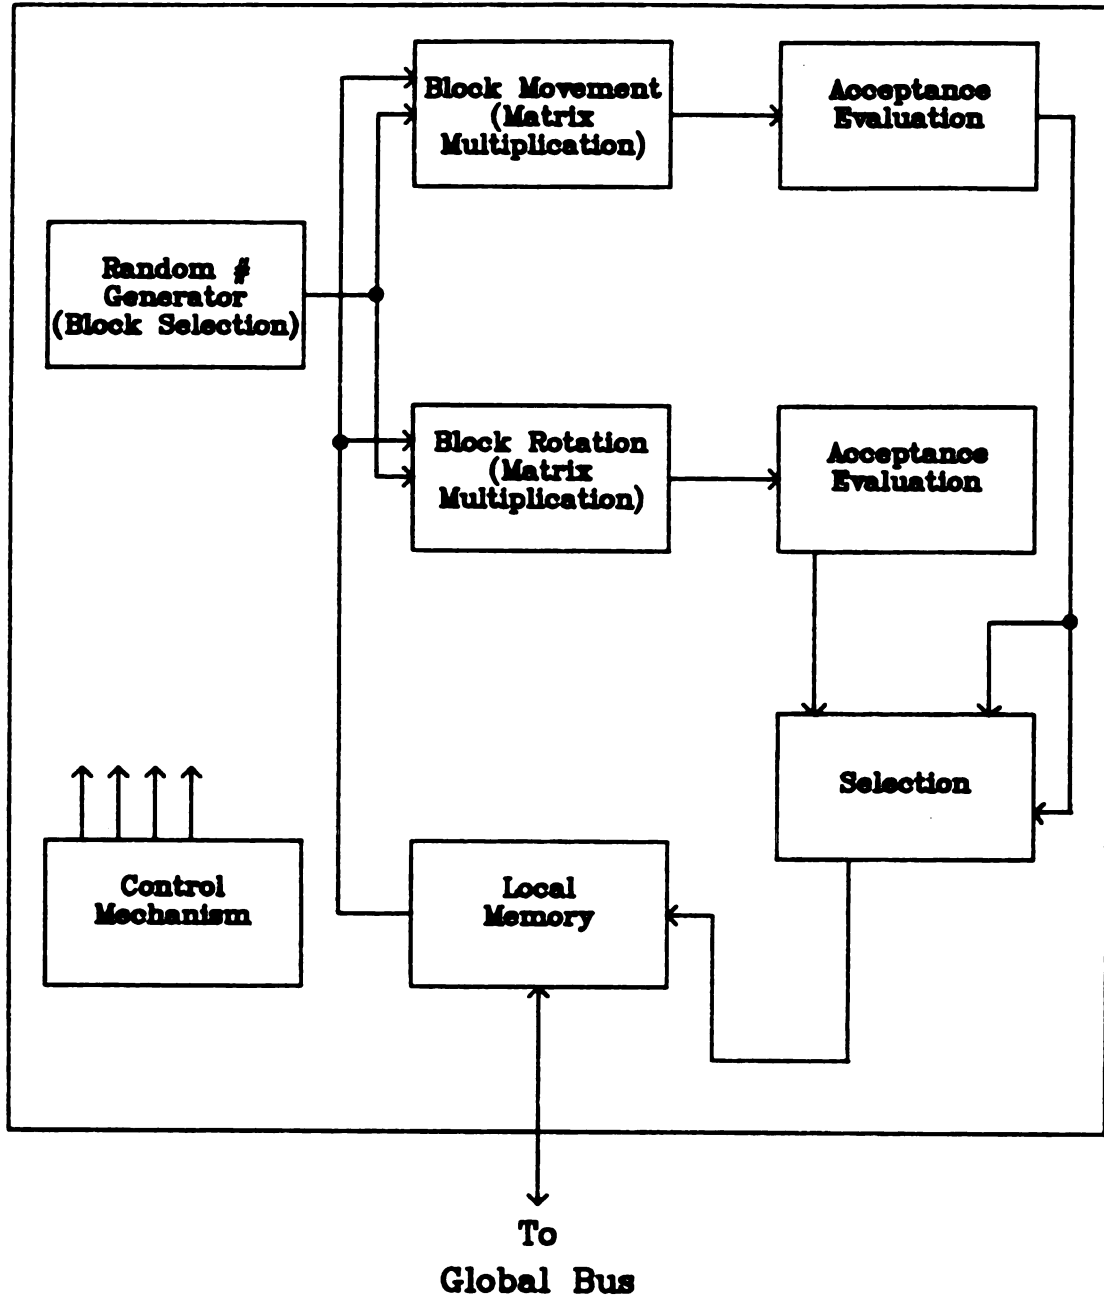 Block Movement
(Matrix
Multiplication)
Acceptance
Evaluation
Random #
Generator
(Block Selection)
Block Rotation
(Matrix
Multiplication)
Acceptance
Evaluation
Selection
Control
Mechanism
Local
Memory
To
Global Bus